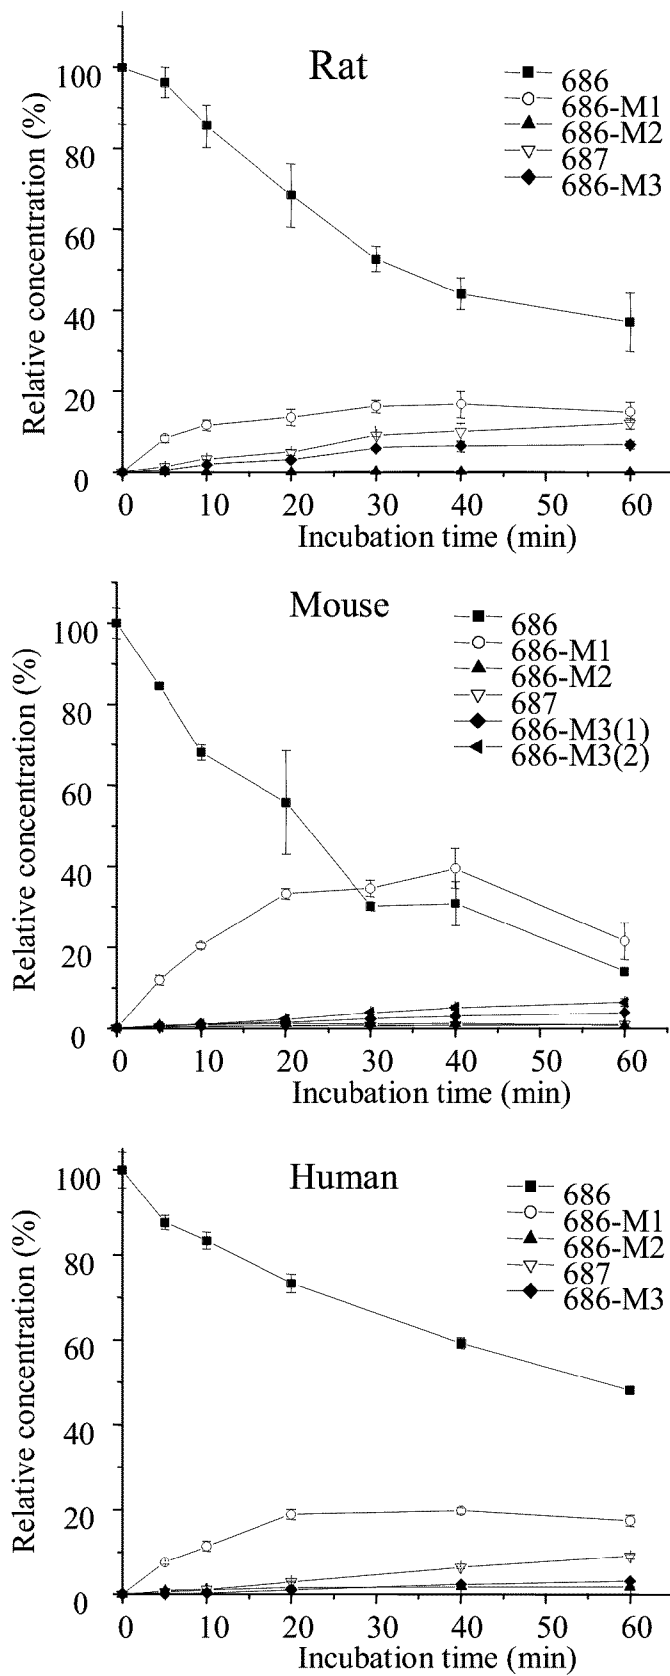 Rat
686
686-M1
686-M2
687
686-M3
Relative concentration (%)
100
80
60
40
20
0
0 10 20 30 40 50 60
Incubation time (min)
Mouse
686
686-M1
686-M2
687
686-M3(1)
686-M3(2)
Relative concentration (%)
100
80
60
40
20
0
0 10 20 30 40 50 60
Incubation time (min)
Human
686
686-M1
686-M2
687
686-M3
Relative concentration (%)
100
80
60
40
20
0
0 10 20 30 40 50 60
Incubation time (min)